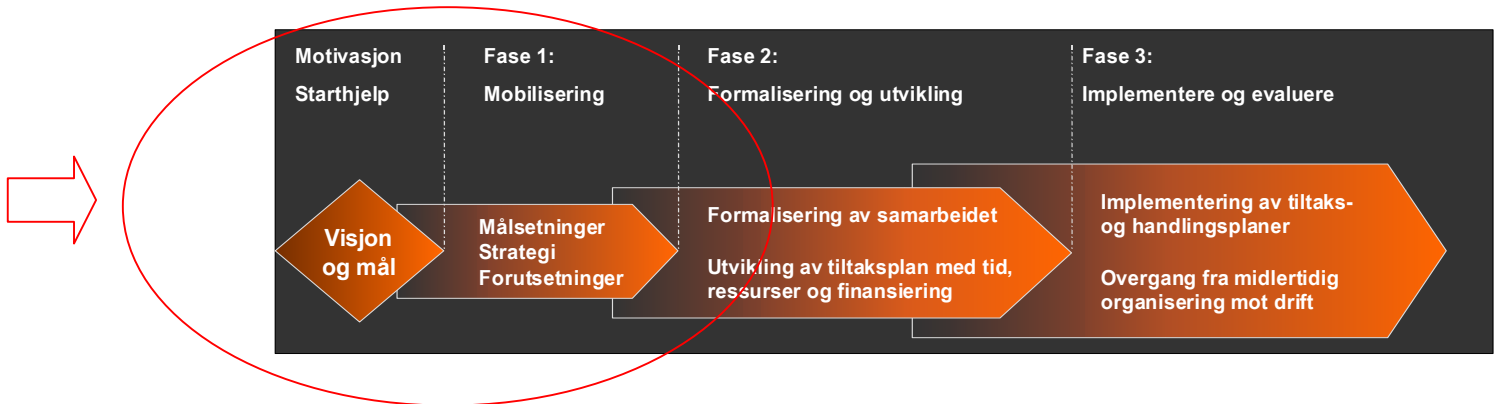 Motivasjon
Starthjelp
Fase 1:
Mobilisering
Fase 2:
Formalisering og utvikling
Fase 3:
Implementere og evaluere
Visjon
og mål
Målsetninger
Strategi
Forutsetninger
Formalisering av samarbeidet
Utvikling av tiltaksplan med tid,
ressurser og finansiering
Implementering av tiltaks-
og handlingsplaner
Overgang fra midlertidig
organisering mot drift